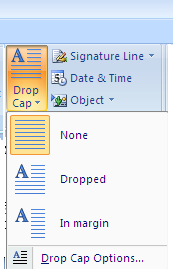 Drop
Cap
Signature Line
Date & Time
Object
None
Dropped
In margin
Drop Cap Options...